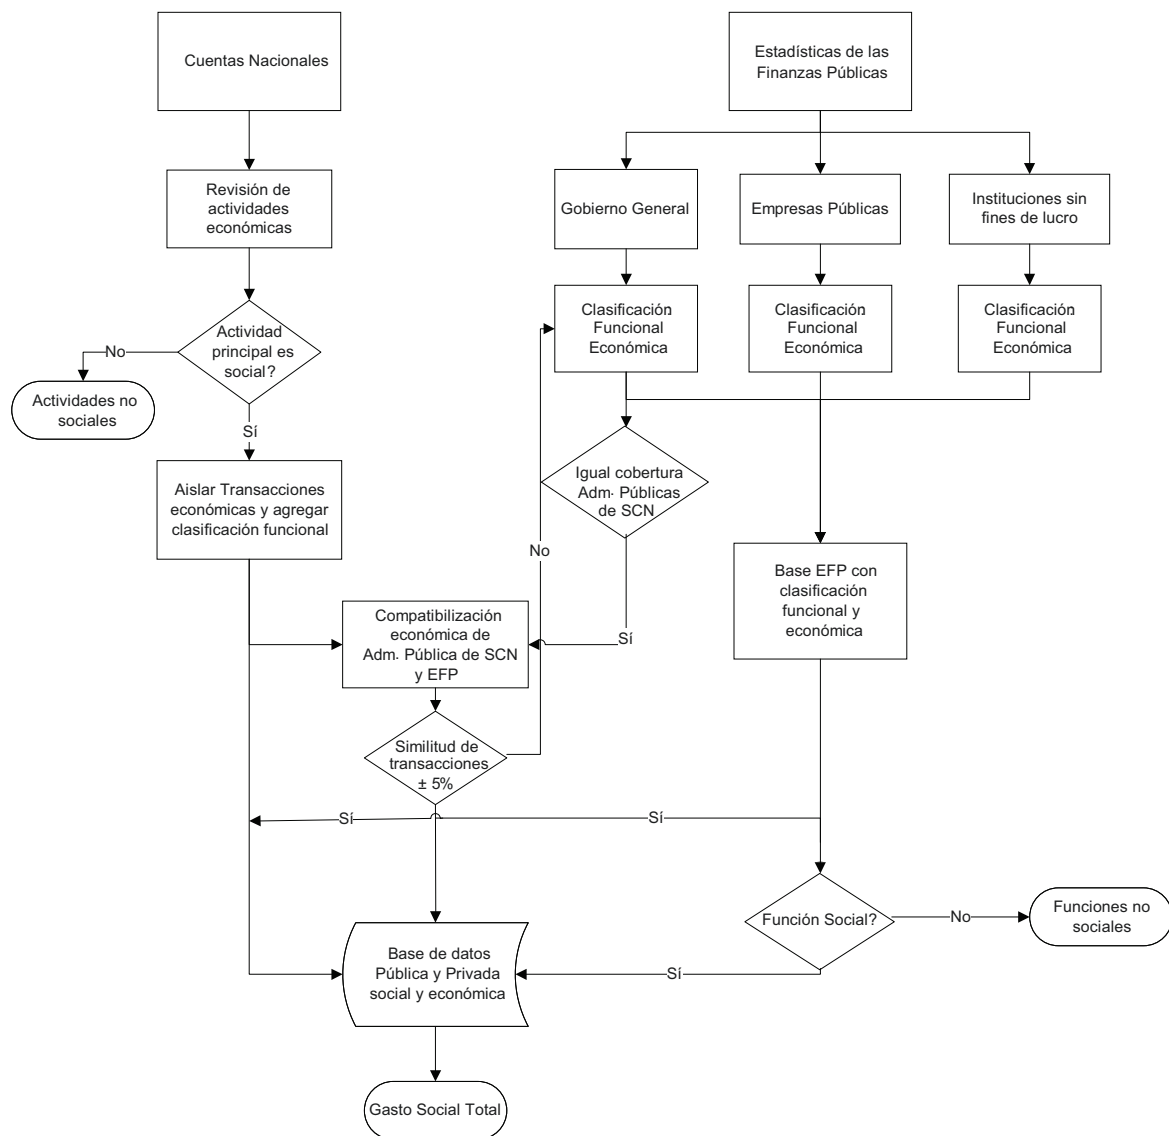 Cuentas Nacionales
Estadísticas de las
Finanzas Públicas
Revisión de
actividades
económicas
Gobierno General
Empresas Públicas
Instituciones sin
fines de lucro
Clasificación
Funcional
Económica
Clasificación
Funcional
Económica
Clasificación
Funcional
Económica
Actividad
principal es
social?
No
Actividades no
sociales
Sí
Aislar Transacciones
económicas y agregar
clasificación funcional
Igual cobertura
Adm. Públicas
de SCN
No
Sí
Base EFP con
clasificación
funcional y
económica
Compatibilización
económica de
Adm. Pública de SCN
y EFP
Similitud de
transacciones
± 5%
Sí
Sí
Función Social?
No
Funciones no
sociales
Sí
Base de datos
Pública y Privada
social y económica
Gasto Social Total